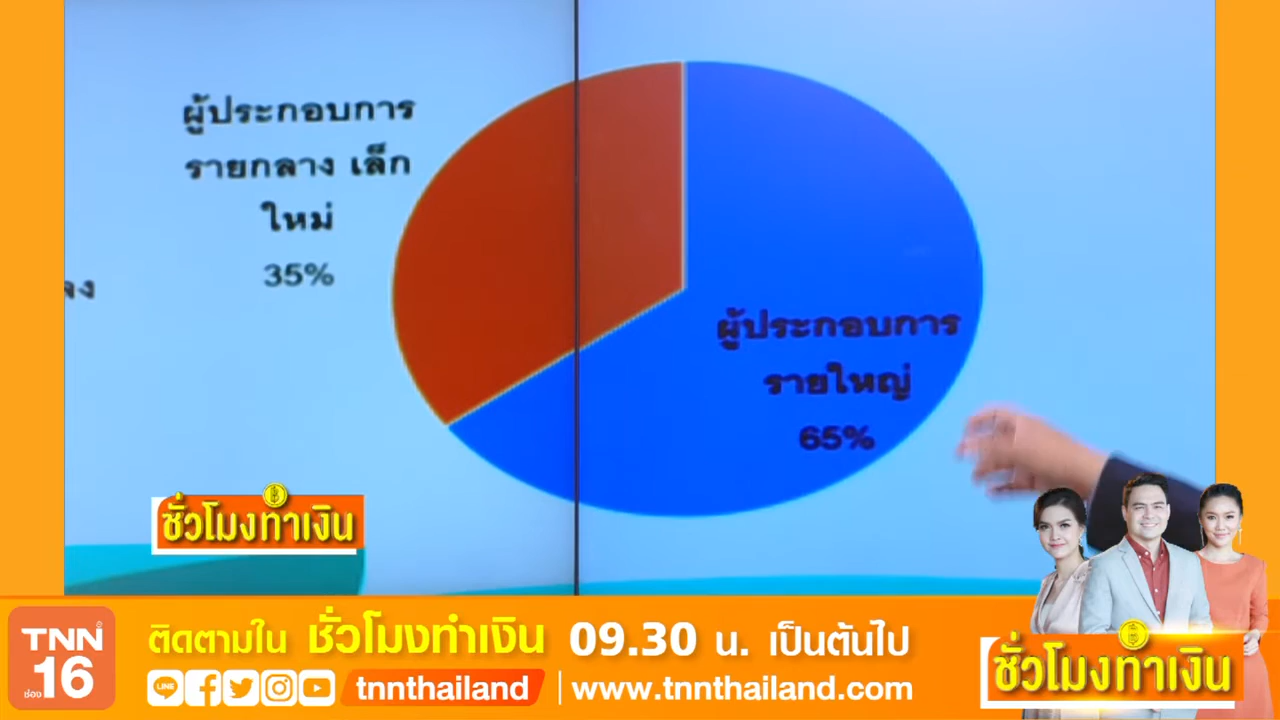 ผู้ประกอบการ
รายกลาง เล็ก
ใหม่
35%
ผู้ประกอบการ
รายใหญ่
65%
ชั่วโมงทำเงิน
TNN
ช่อง 16
ติดตามใน ชั่วโมงทำเงิน 09.30 น. เป็นต้นไป
LINE
tnnthailand
www.tnnthailand.com
ชั่วโมงทำเงิน